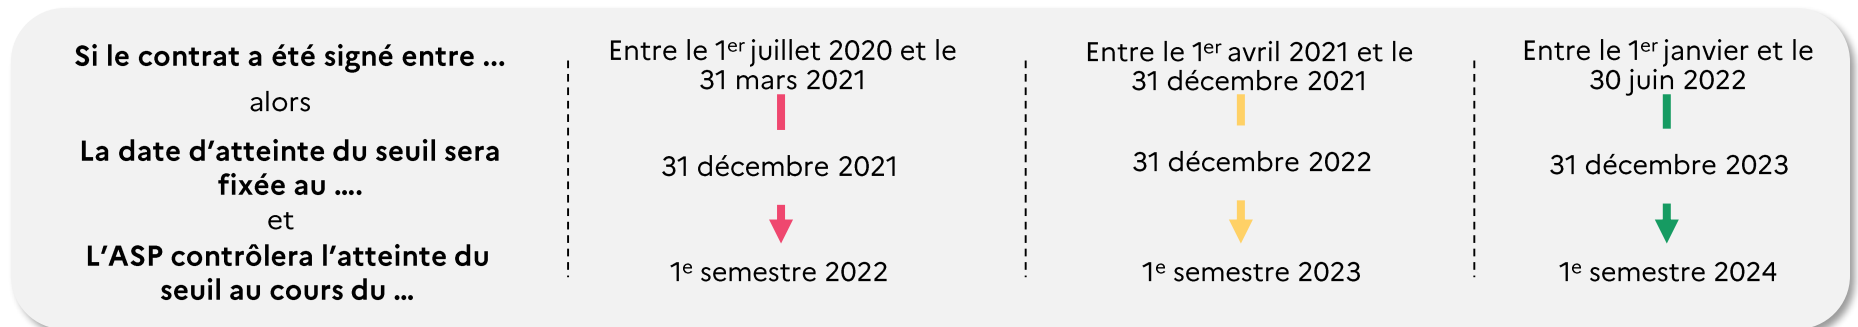 Si le contrat a été signé entre ...
alors
La date d’atteinte du seuil sera
fixée au ....
et
L’ASP contrôlera l’atteinte du
seuil au cours du ...
Entre le 1er juillet 2020 et le
31 mars 2021
31 décembre 2021
1e semestre 2022
Entre le 1er avril 2021 et le
31 décembre 2021
31 décembre 2022
1e semestre 2023
Entre le 1er janvier et le
30 juin 2022
31 décembre 2023
1e semestre 2024